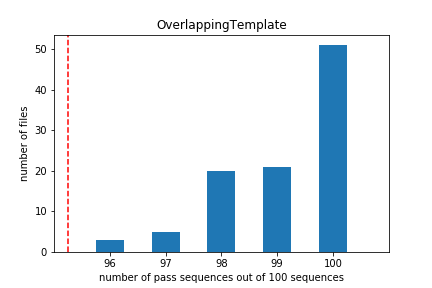 OverlappingTemplate
50
40
30
20
10
0
number of files
96 97 98 99 100
number of pass sequences out of 100 sequences